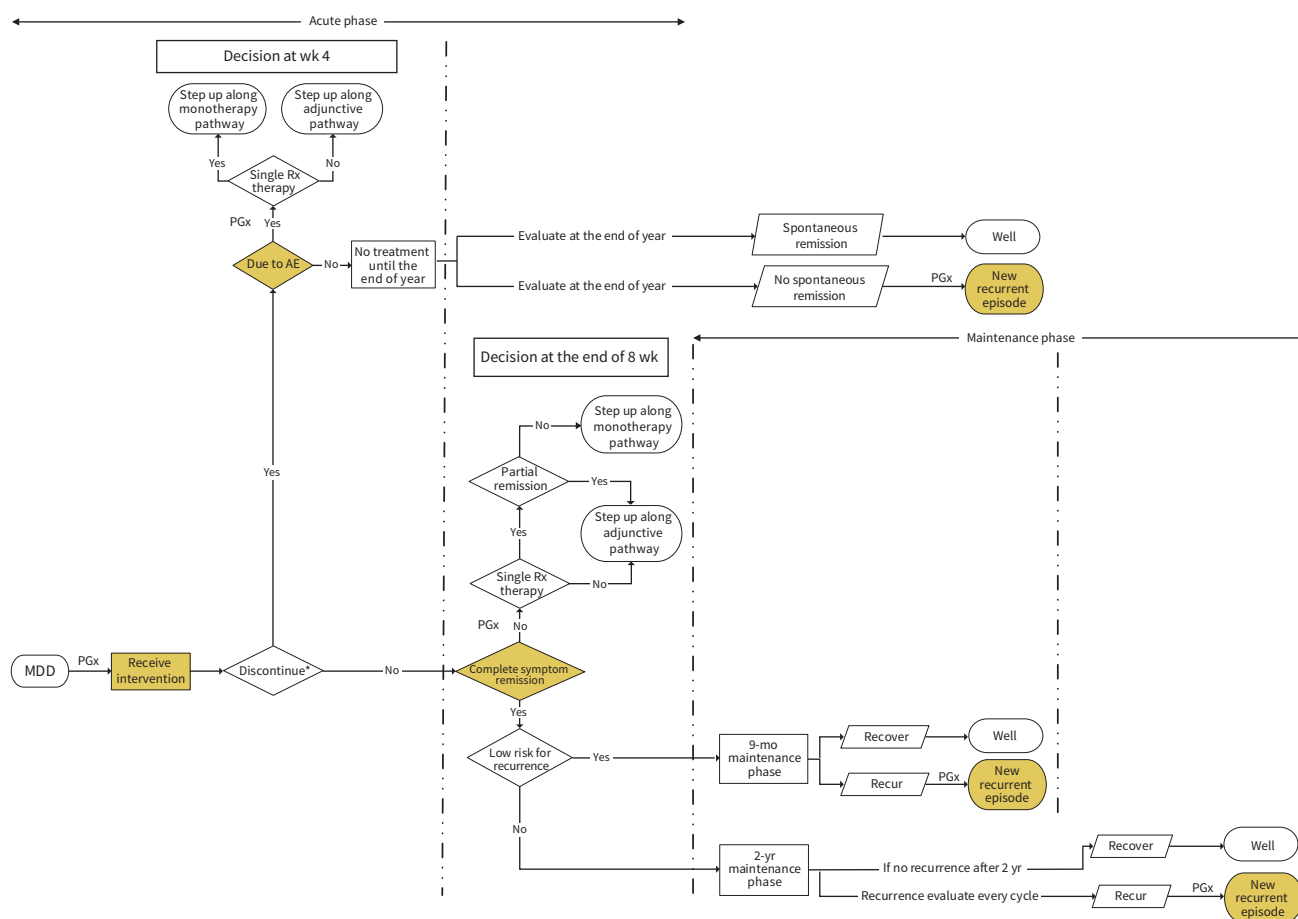 Acute phase
Decision at wk 4
Step up along
monotherapy
pathway
Step up along
adjunctive
pathway
Yes
No
Single Rx
therapy
PGx
Yes
Due to AE
No
No treatment
until the
end of year
Evaluate at the end of year
Spontaneous
remission
Well
Evaluate at the end of year
No spontaneous
remission
PGx
New
recurrent
episode
Decision at the end of 8 wk
Maintenance phase
Step up along
monotherapy
pathway
No
Partial
remission
Yes
Yes
Step up along
adjunctive
pathway
Yes
Single Rx
therapy
No
PGx
No
MDD
PGx
Receive
intervention
Discontinue*
No
Complete symptom
remission
Yes
Low risk for
recurrence
Yes
9-mo
maintenance
phase
Recover
Well
Recur
PGx
New
recurrent
episode
No
2-yr
maintenance
phase
If no recurrence after 2 yr
Recover
Well
Recurrence evaluate every cycle
Recur
PGx
New
recurrent
episode